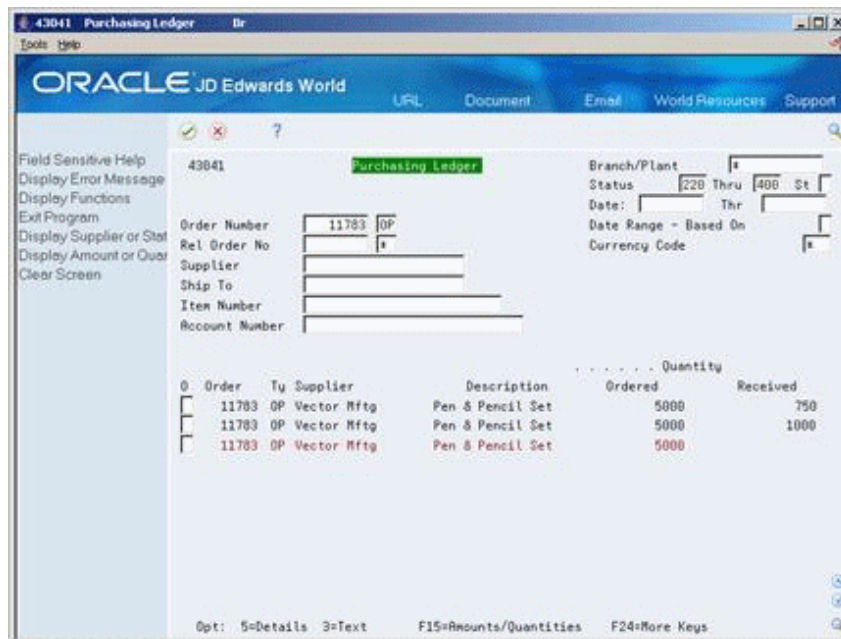 43041 Purchasing Ledger Br
Tools Help
ORACLE JD Edwards World
URL Document Email World Resources Support
?
Field Sensitive Help
Display Error Message
Display Functions
Exit Program
Display Supplier or Stat
Display Amount or Quar
Clear Screen
43041 Purchasing Ledger Branch/Plant *
Status 220 Thru 400 St
Date: Thr
Order Number 11783 OP Date Range - Based On
Rel Order No * Currency Code *
Supplier
Ship To
Item Number
Account Number
. . . . . . Quantity
O Order Ty Supplier Description Ordered Received
11783 OP Vector Mftg Pen & Pencil Set 5000 750
11783 OP Vector Mftg Pen & Pencil Set 5000 1000
11783 OP Vector Mftg Pen & Pencil Set 5000
Opt: 5=Details 3=Text F15=Amounts/Quantities F24=More Keys